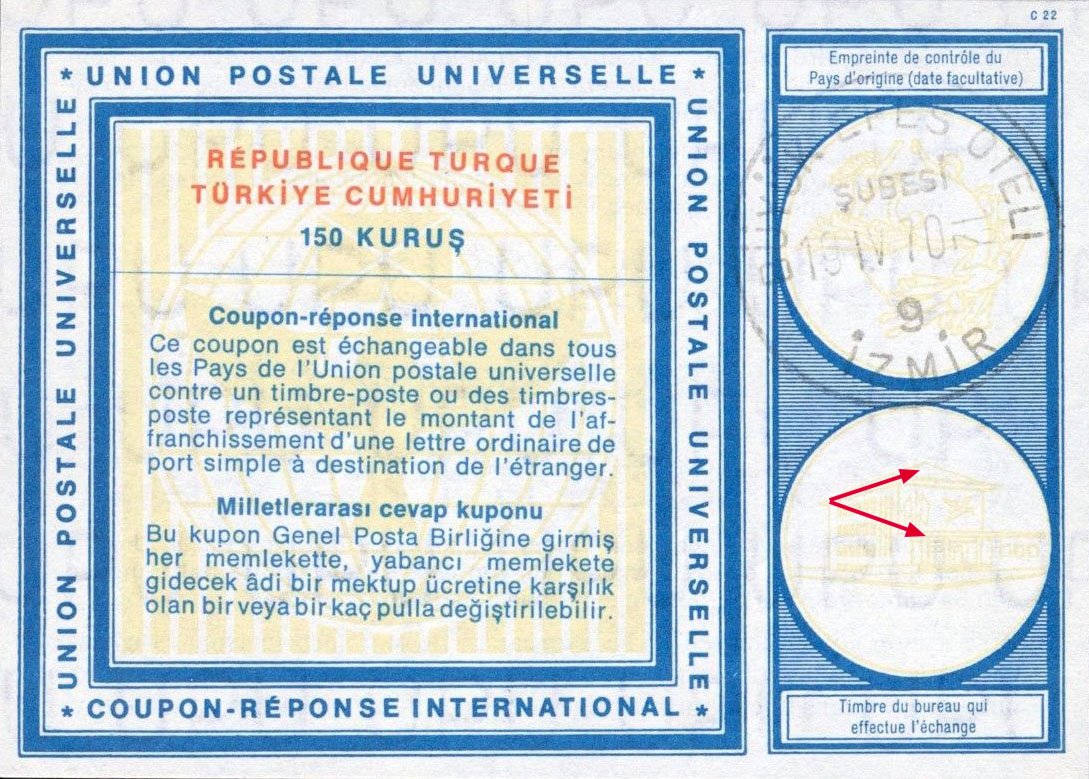 C 22
* UNION POSTALE UNIVERSELLE *
UNION POSTALE UNIVERSELLE
UNION POSTALE UNIVERSELLE
RÉPUBLIQUE TURQUE
TÜRKİYE CUMHURİYETİ
150 KURUŞ
Coupon-réponse international
Ce coupon est échangeable dans tous
les Pays de l'Union postale universelle
contre un timbre-poste ou des timbres-
poste représentant le montant de l'af-
franchissement d'une lettre ordinaire de
port simple à destination de l'étranger.
Milletlerarası cevap kuponu
Bu kupon Genel Posta Birliğine girmiş
her memlekette, yabancı memlekete
gidecek âdi bir mektup ücretine karşılık
olan bir veya bir kaç pulla değiştirilebilir.
* COUPON-RÉPONSE INTERNATIONAL *
Empreinte de contrôle du
Pays d'origine (date facultative)
EFES OTELİ
ŞUBESİ
19 IV 70
9
İZMİR
Timbre du bureau qui
effectue l'échange